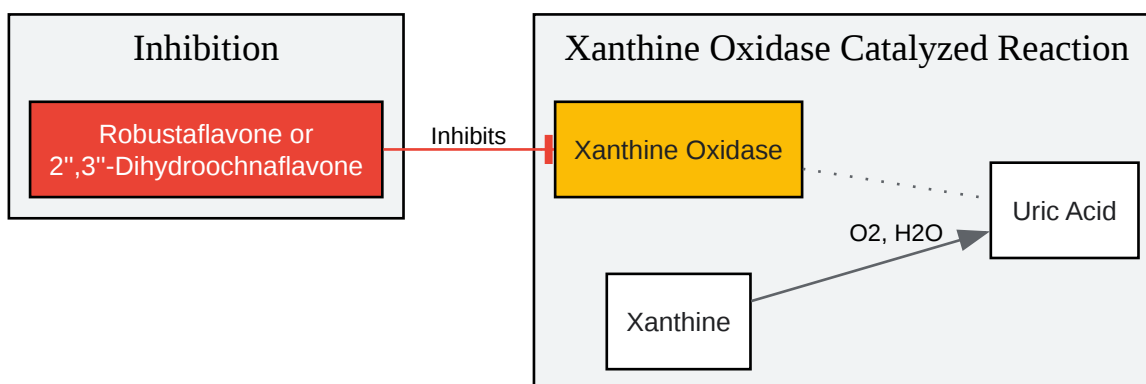 Inhibition
Robustaflavone or
2",3"-Dihydroochnaflavone
Inhibits
Xanthine Oxidase Catalyzed Reaction
Xanthine Oxidase
Uric Acid
O2, H2O
Xanthine